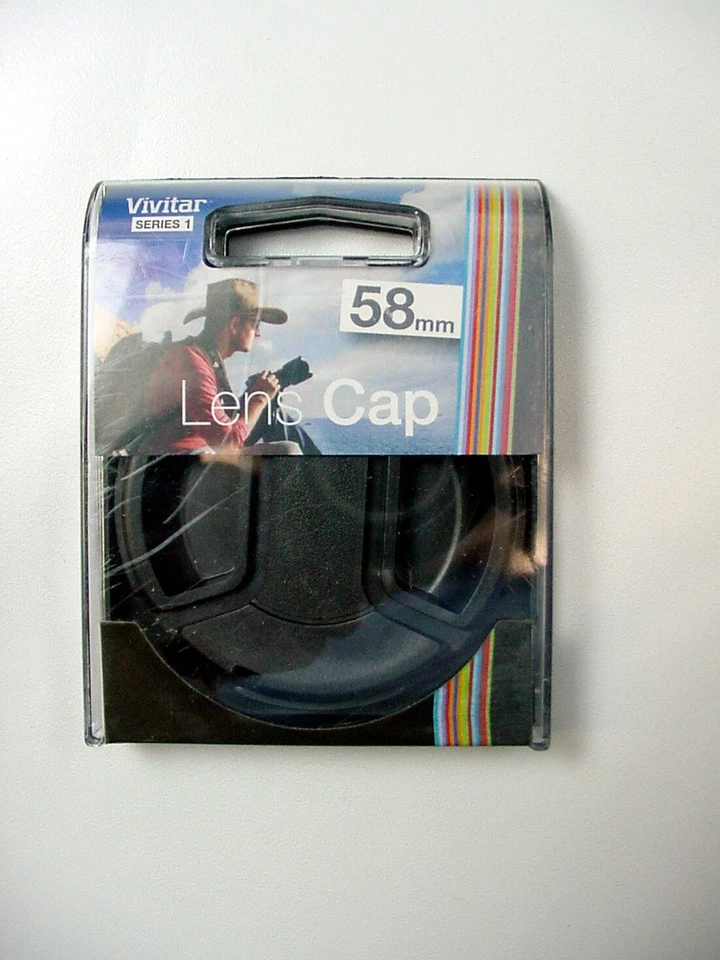 Vivitar
SERIES 1
58mm
Lens Cap